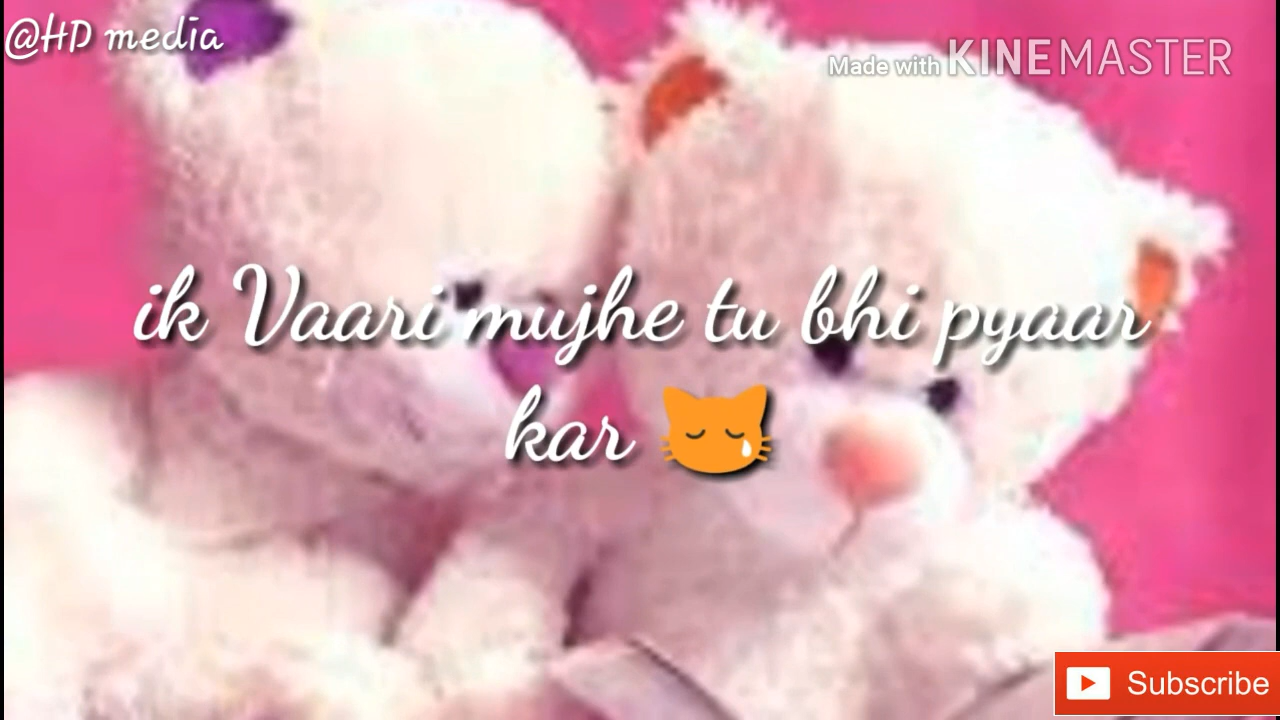 @HD media
Made with KINEMASTER
ik Vaari mujhe tu bhi pyaar
kar 😿
Subscribe